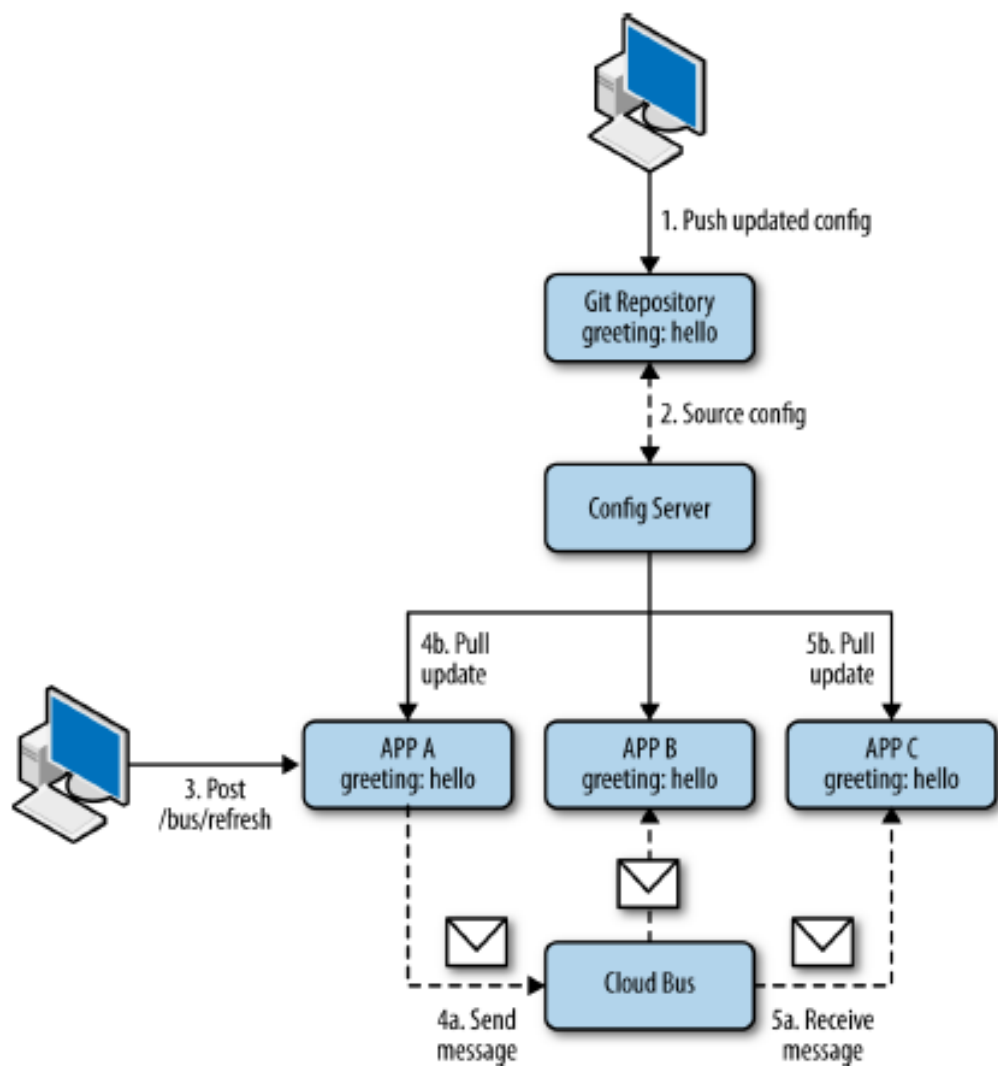 1. Push updated config
Git Repository
greeting: hello
2. Source config
Config Server
4b. Pull
update
5b. Pull
update
APP A
greeting: hello
APP B
greeting: hello
APP C
greeting: hello
3. Post
/bus/refresh
Cloud Bus
4a. Send
message
5a. Receive
message